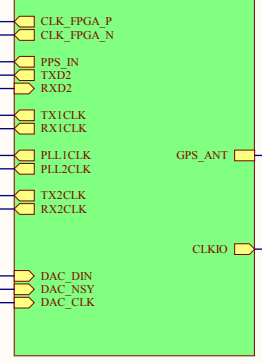 CLK_FPGA_P
CLK_FPGA_N
PPS_IN
TXD2
RXD2
TX1CLK
RX1CLK
PLL1CLK
GPS_ANT
PLL2CLK
TX2CLK
RX2CLK
CLKIO
DAC_DIN
DAC_NSY
DAC_CLK